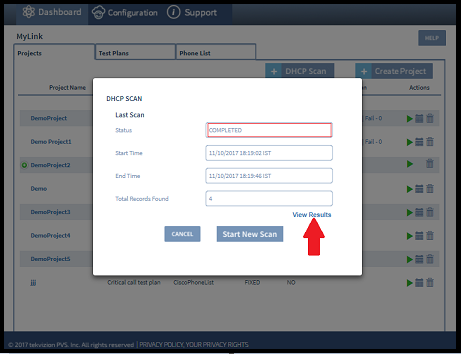 Dashboard Configuration Support
MyLink
HELP
Projects Test Plans Phone List
+ DHCP Scan + Create Project
Project Name Actions
DemoProject Fail - 0
Demo Project1 Fail - 0
DemoProject2
Demo
DemoProject3
DemoProject4
DemoProject5
jjj Critical call test plan CiscoPhoneList FIXED NO
DHCP SCAN
Last Scan
Status COMPLETED
Start Time 11/10/2017 18:19:02 IST
End Time 11/10/2017 18:19:46 IST
Total Records Found 4
View Results
CANCEL Start New Scan
© 2017 tekvizion PVS, Inc. All rights reserved | PRIVACY POLICY, YOUR PRIVACY RIGHTS